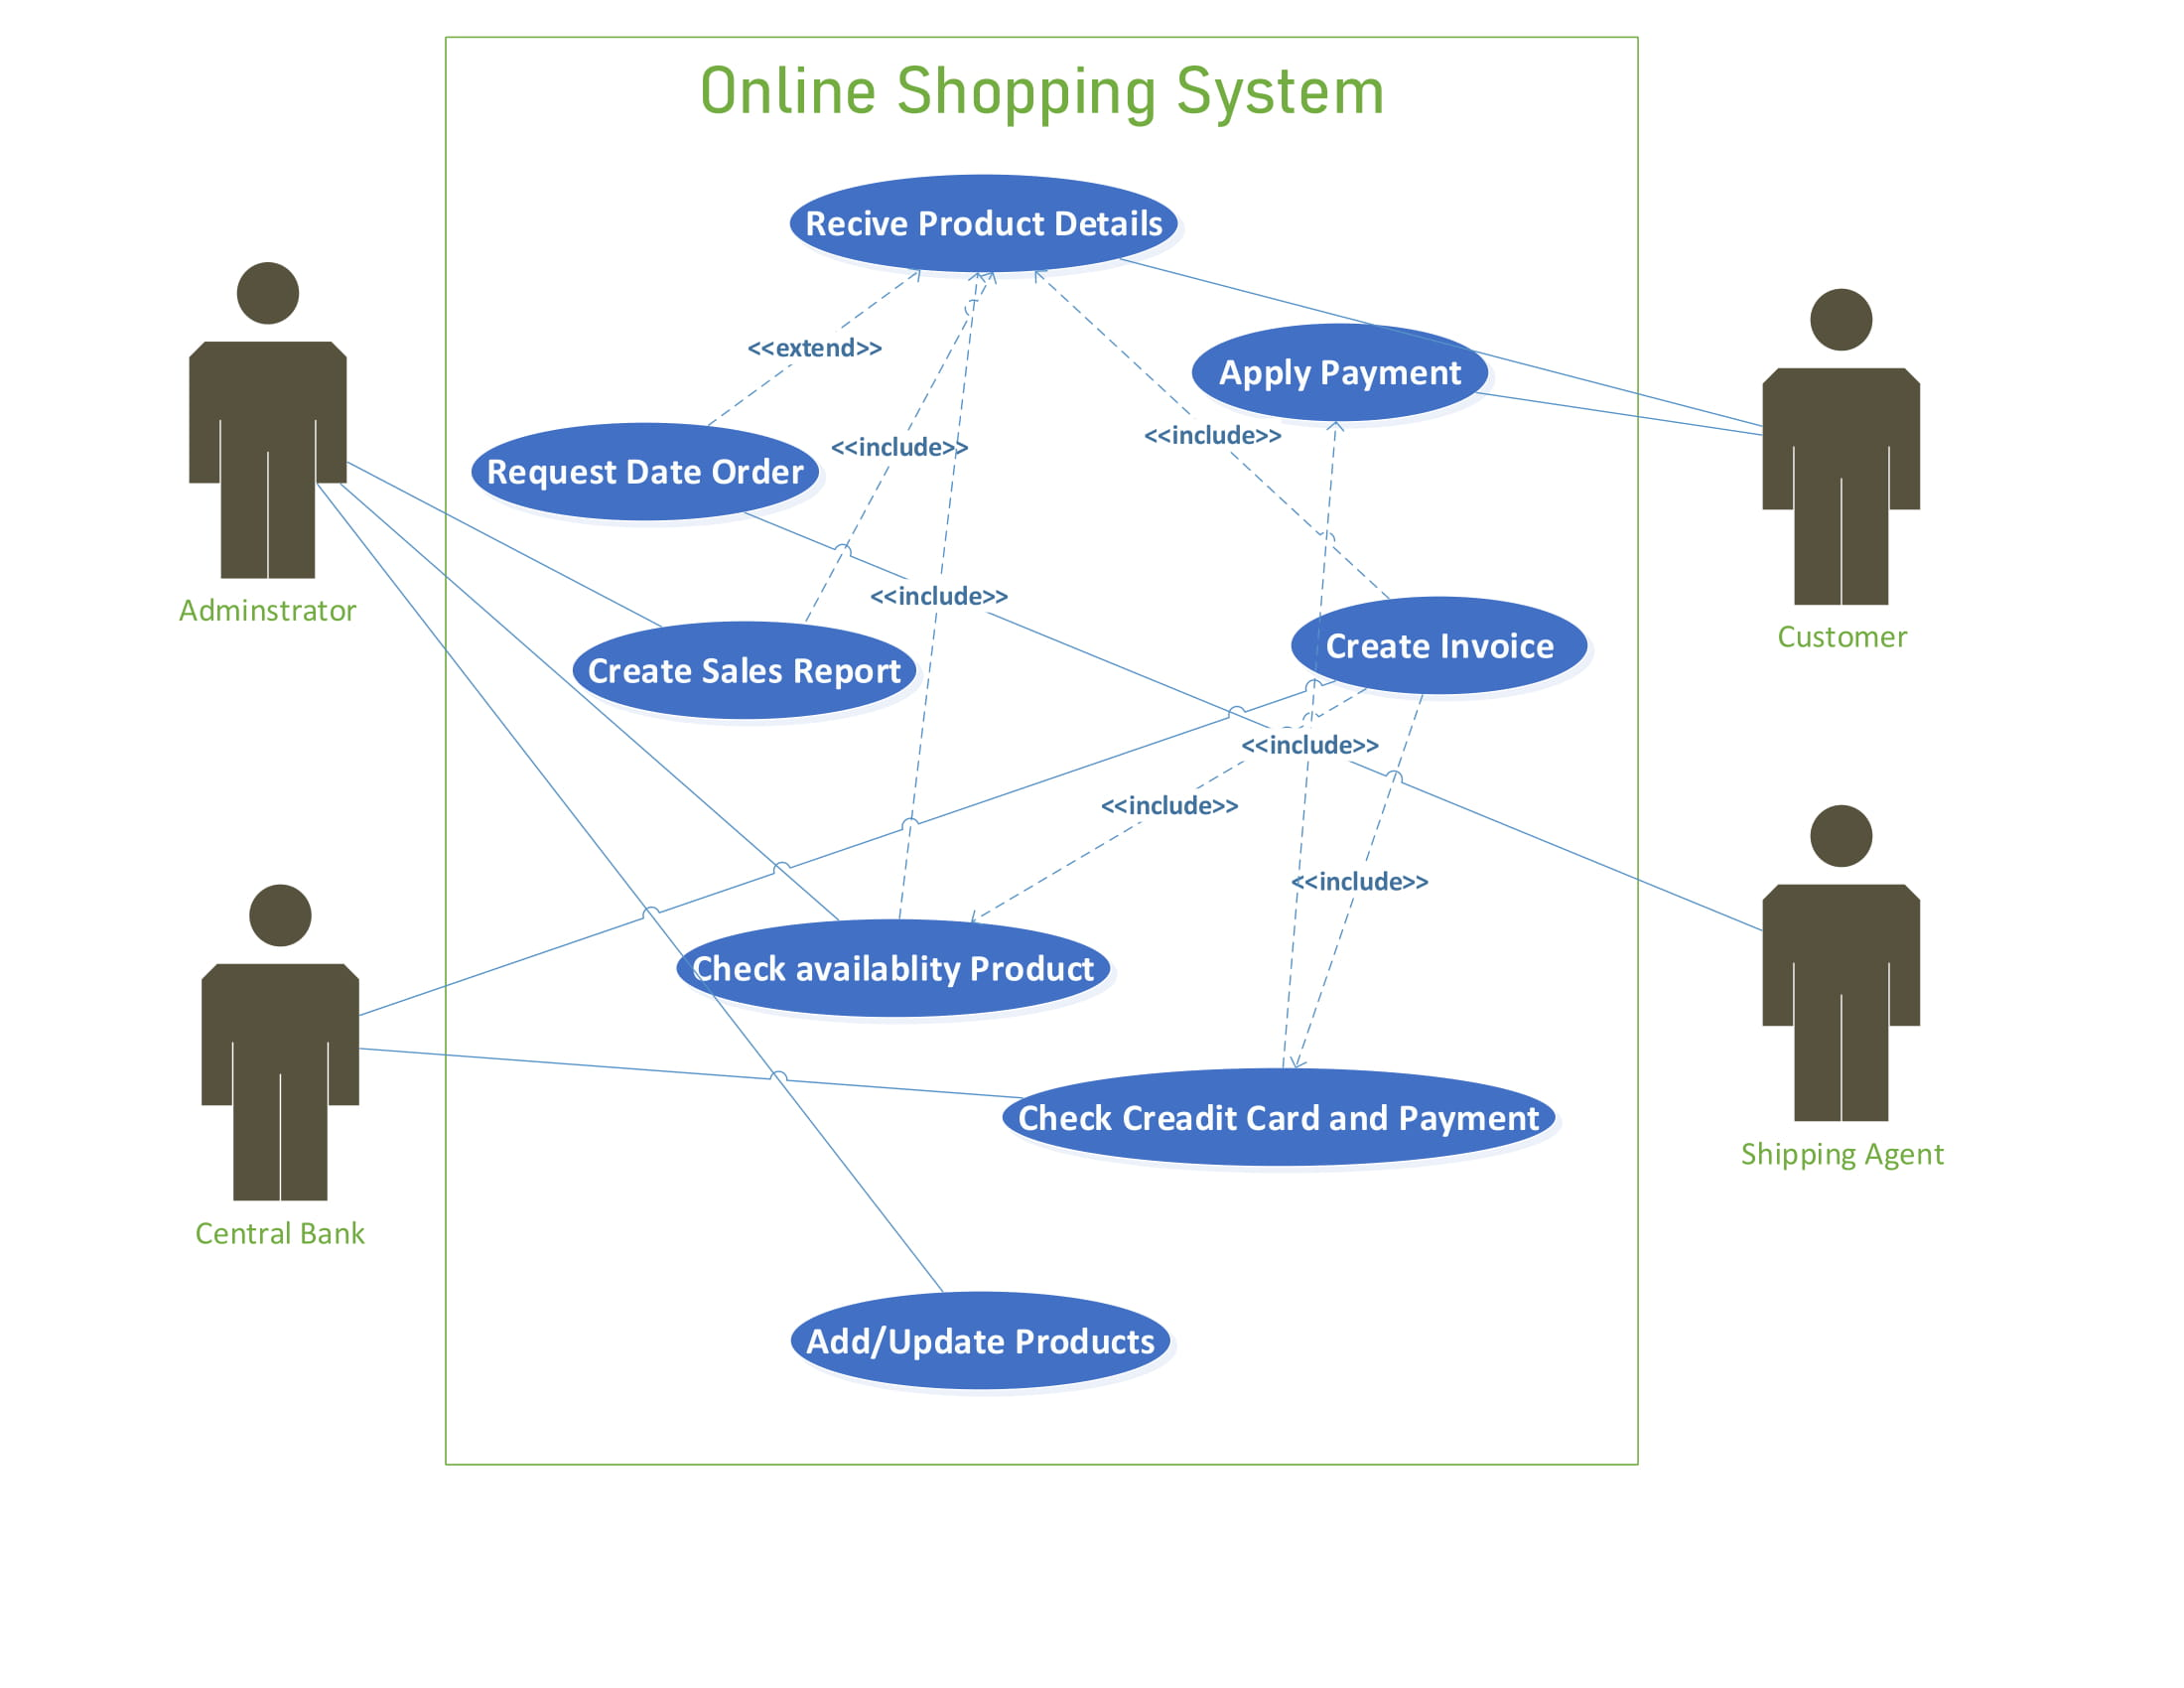 Online Shopping System
Recive Product Details
<<extend>>
Apply Payment
<<include>>
<<include>>
Request Date Order
<<include>>
Adminstrator
Create Sales Report
Create Invoice
Customer
<<include>>
<<include>>
<<include>>
Check availablity Product
Check Creadit Card and Payment
Shipping Agent
Central Bank
Add/Update Products